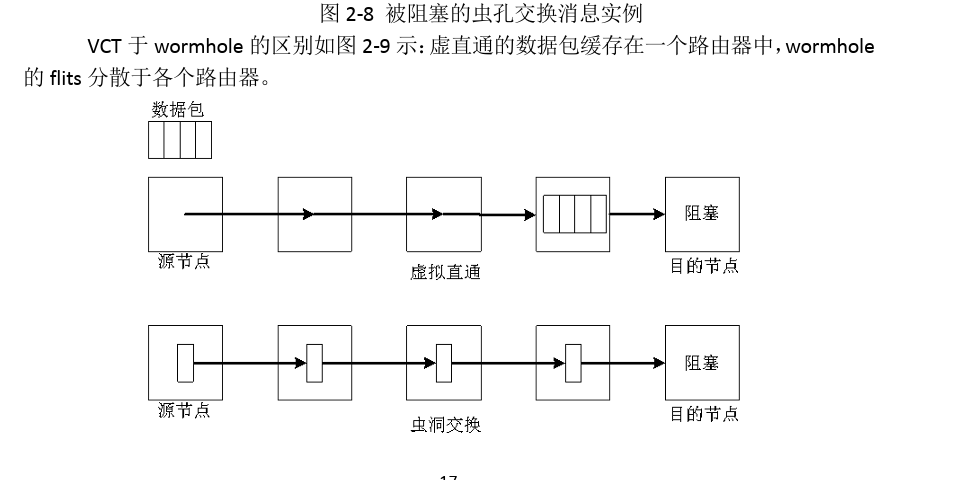 图 2-8 被阻塞的虫孔交换消息实例
VCT 于 wormhole 的区别如图 2-9 示：虚直通的数据包缓存在一个路由器中，wormhole
的 flits 分散于各个路由器。
数据包
阻塞
源节点
虚拟直通
目的节点
阻塞
源节点
虫洞交换
目的节点
17